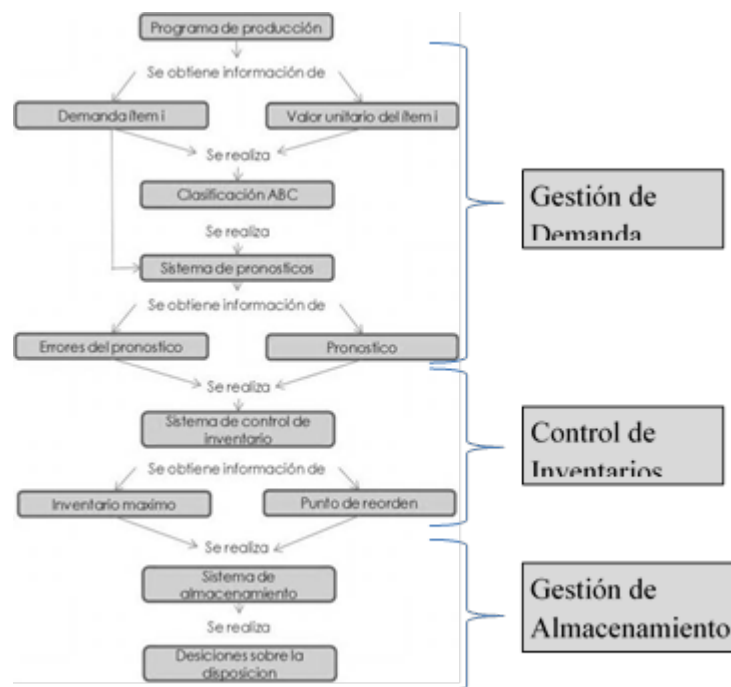 Programa de producción
Se obtiene información de
Demanda ítem i
Valor unitario del ítem i
Se realiza
Clasificación ABC
Se realiza
Sistema de pronosticos
Se obtiene información de
Errores del pronostico
Pronostico
Se realiza
Sistema de control de
inventario
Se obtiene información de
Inventario maximo
Punto de reorden
Se realiza
Sistema de
almacenamiento
Se realiza
Desiciones sobre la
disposicion
Gestión de
Demanda
Control de
Inventarios
Gestión de
Almacenamiento